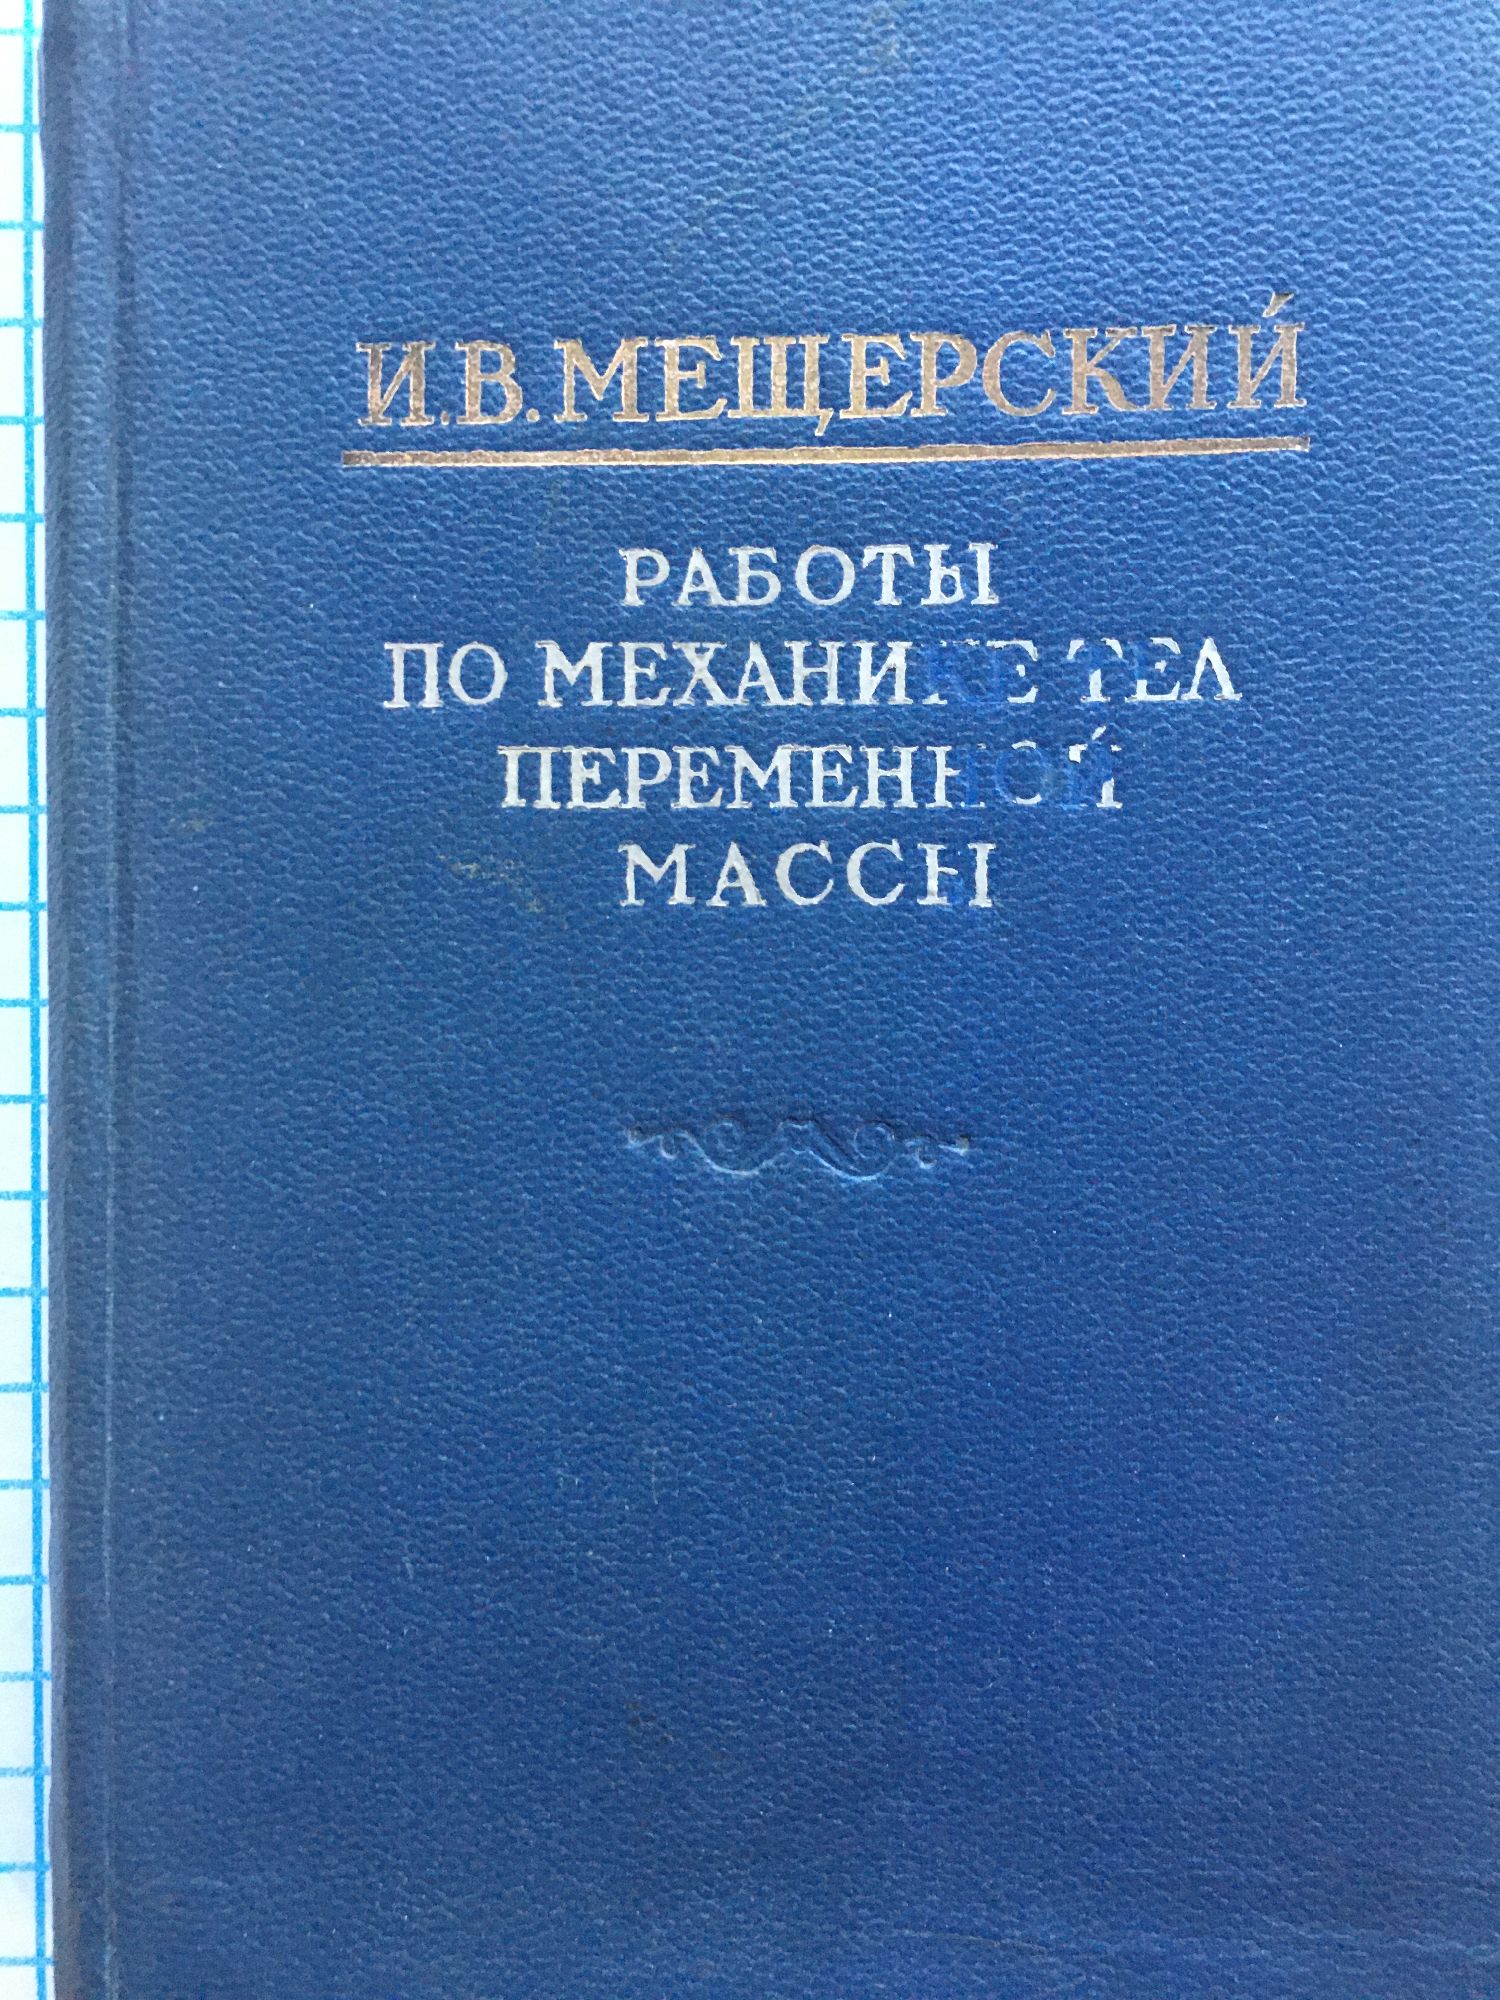 И.В.МЕЩЕРСКИЙ
РАБОТЫ
ПО МЕХАНИКЕ ТЕЛ
ПЕРЕМЕННОЙ
МАССЫ